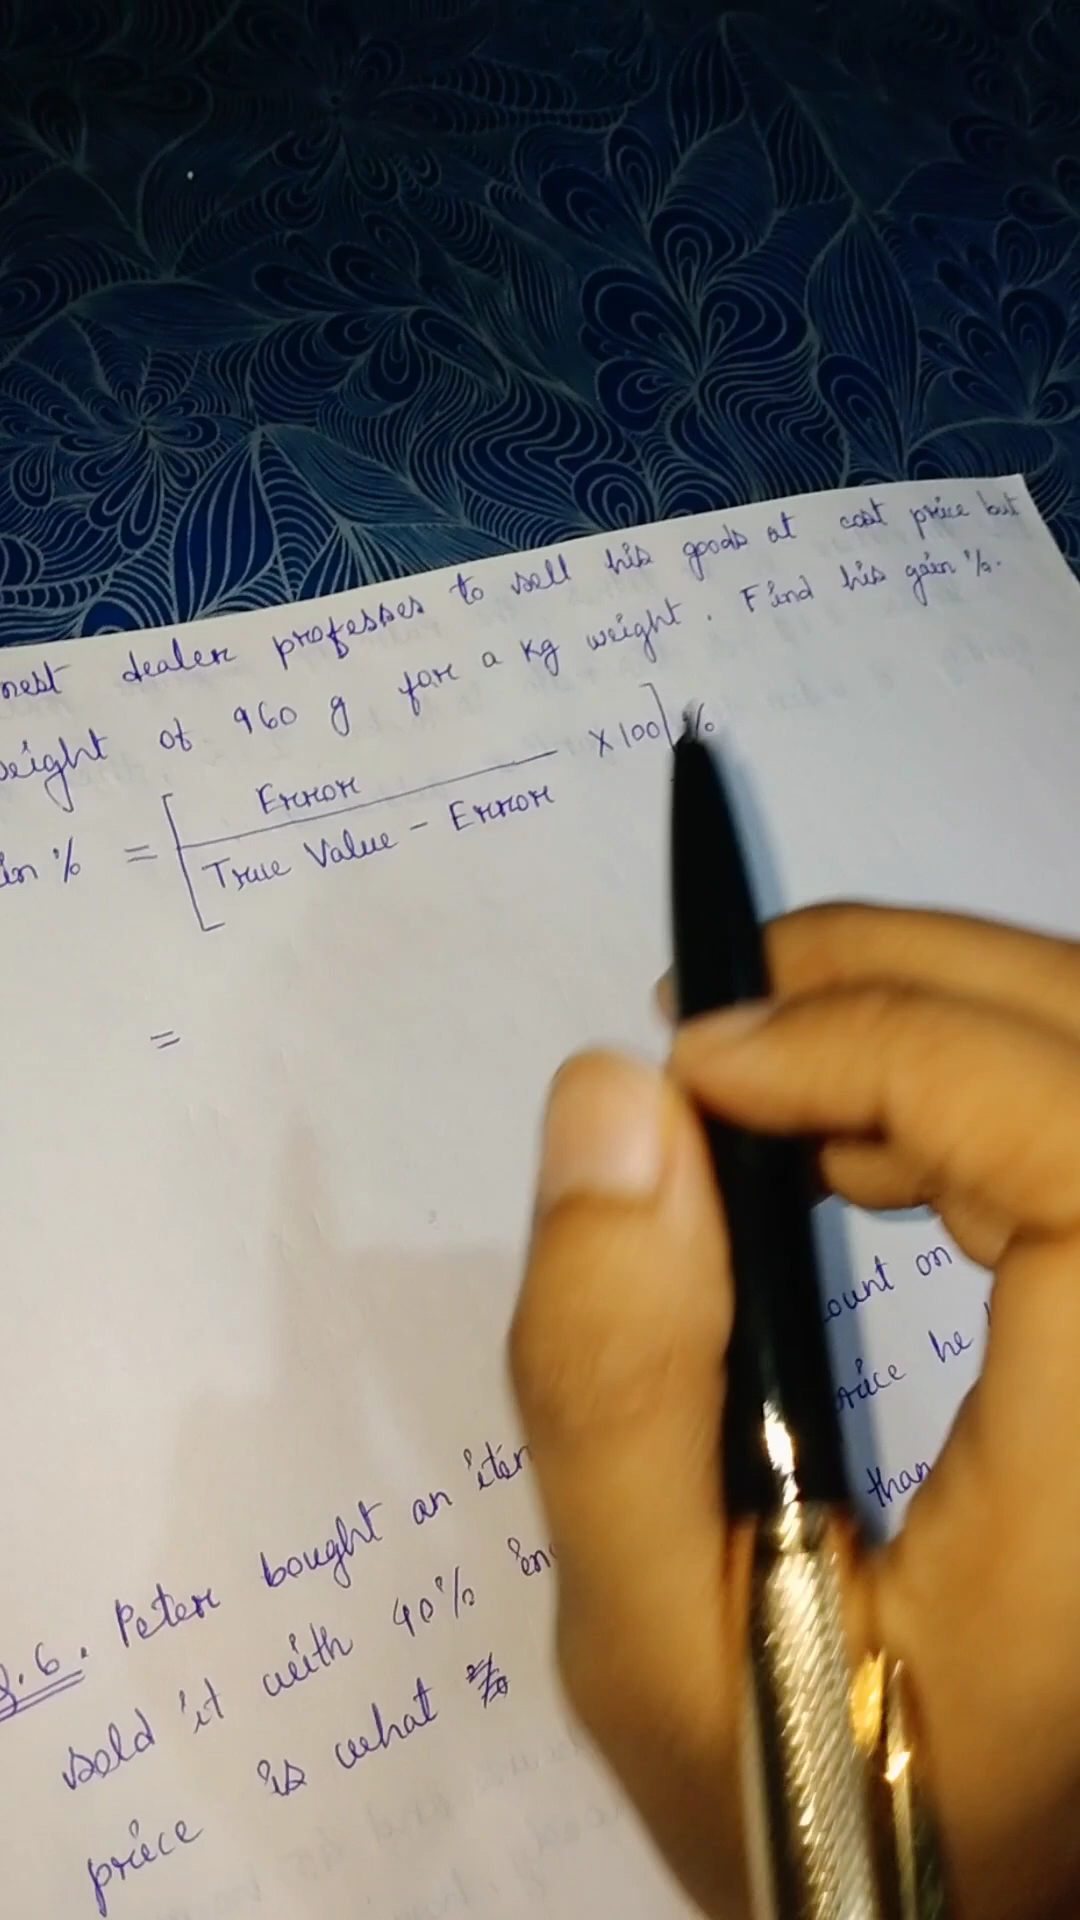 nest dealer professes to sell his goods at cost price but
weight of 960 g for a kg weight. Find his gain %.
in % = [ Error / True Value - Error × 100 ] %
=
ount on
price he
Q.6. Peter bought an item than
sold it with 40% in
price is what